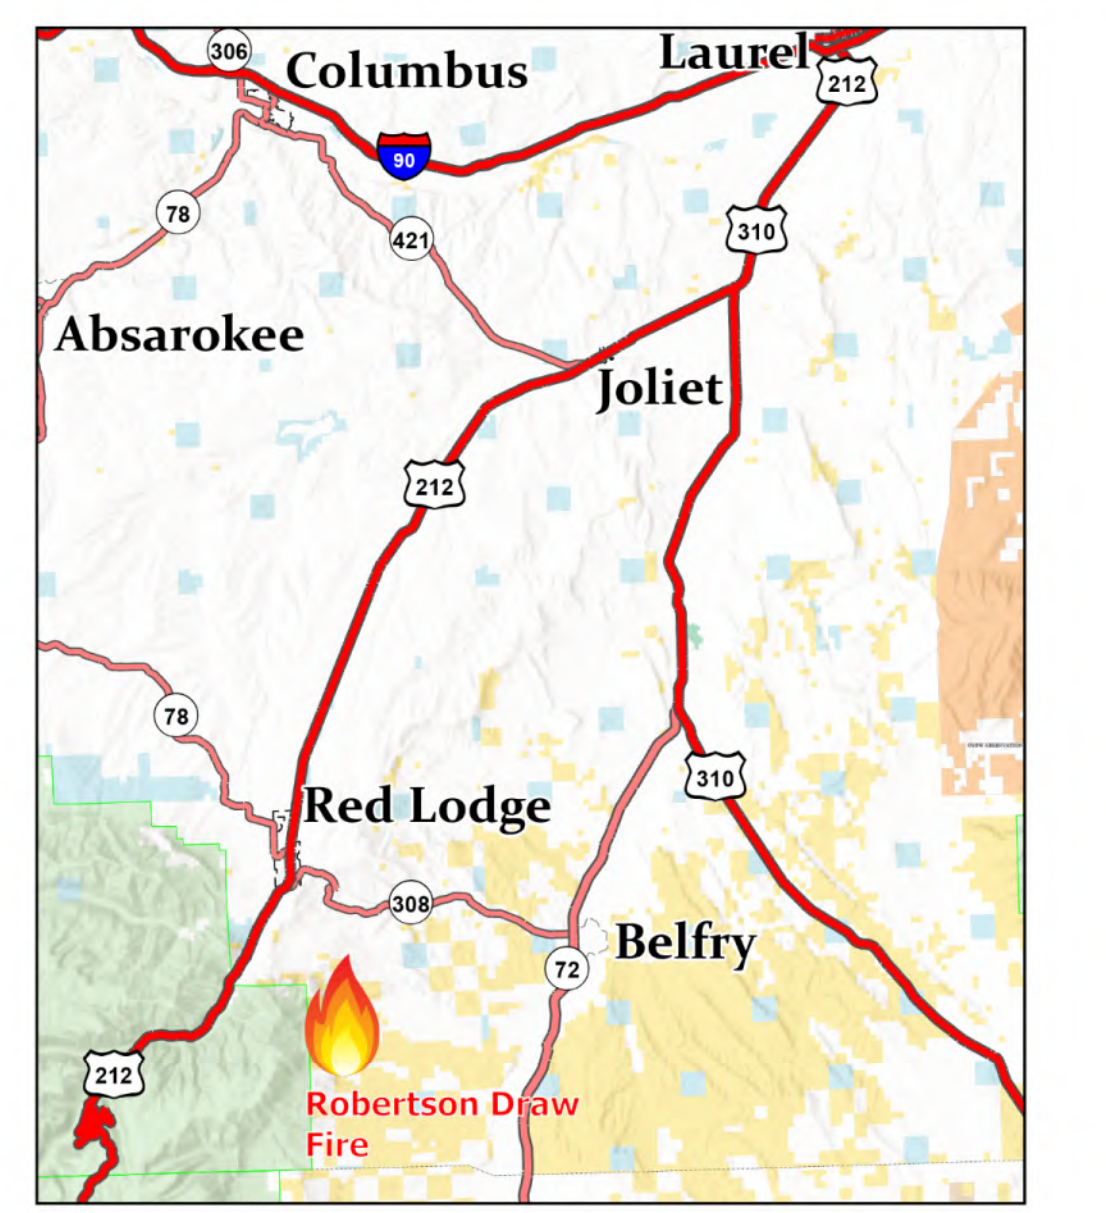 306
Columbus
Laurel
212
90
78
421
310
Absarokee
Joliet
212
78
310
Red Lodge
308
Belfry
72
212
Robertson Draw
Fire